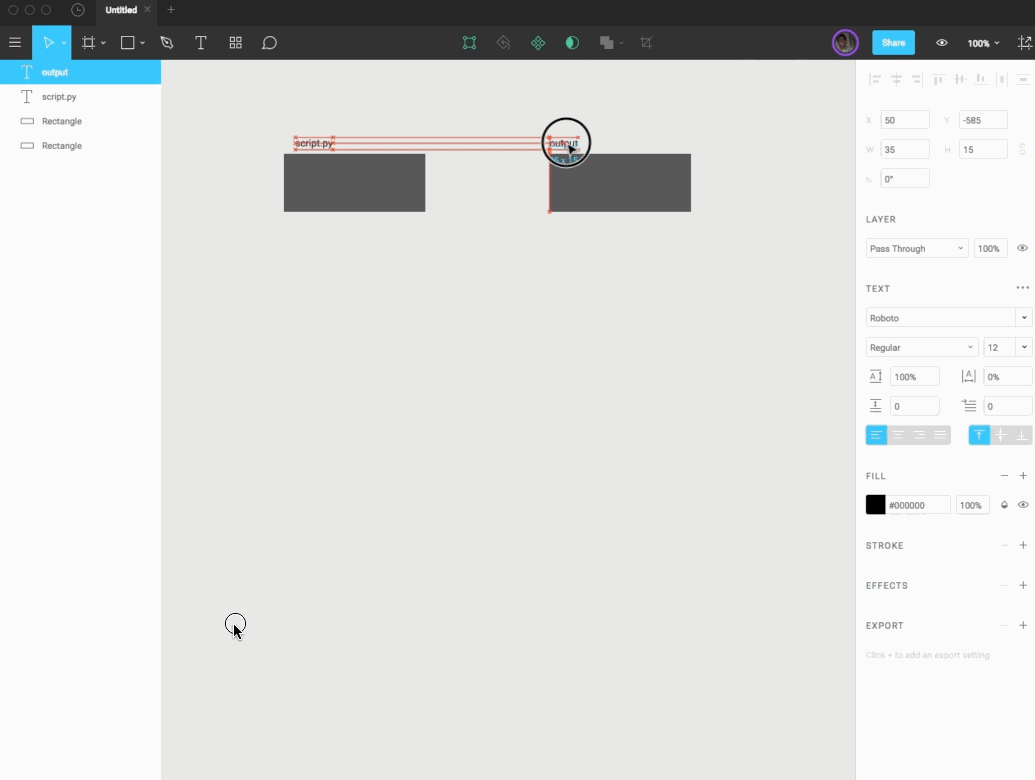 Untitled
Share
100%
output
script.py
Rectangle
Rectangle
script.py
output
X 50
Y -585
W 35
H 15
0°
LAYER
Pass Through
100%
TEXT
Roboto
Regular
12
100%
0%
0
0
FILL
#000000
100%
STROKE
EFFECTS
EXPORT
Click + to add an export setting